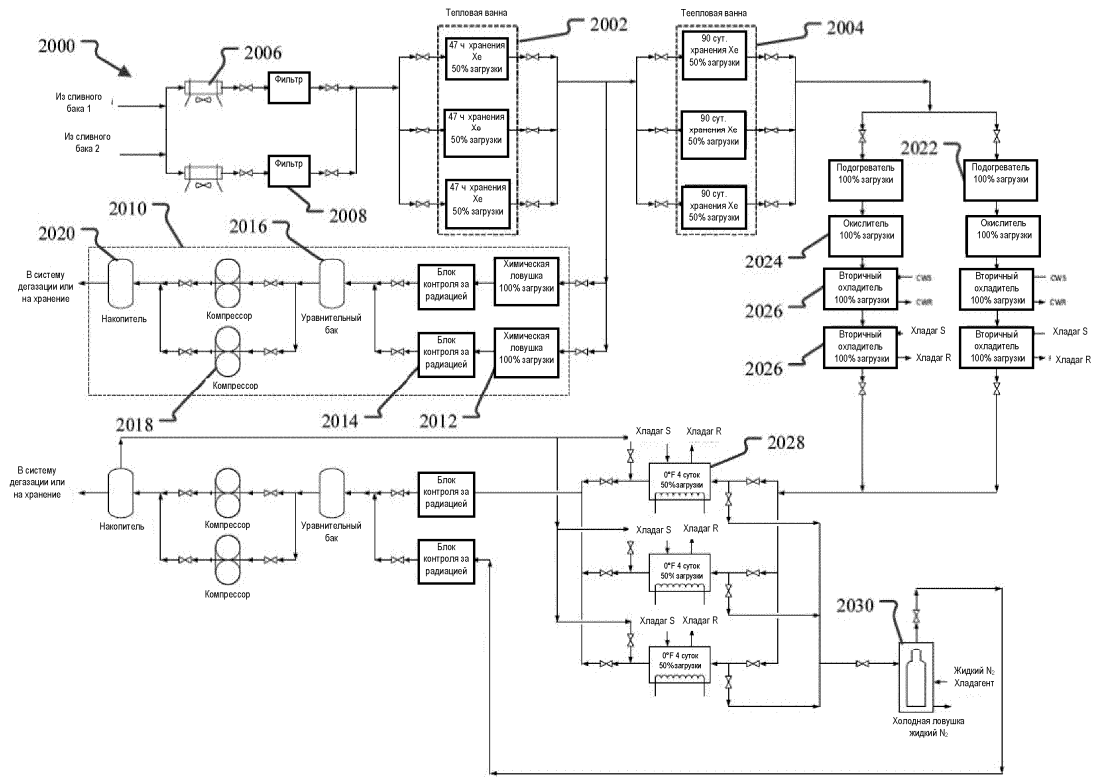 Тепловая ванна
Теепловая ванна
2000
2006
2002
2004
47 ч хранения
Xe
50% загрузки
90 сут.
хранения Xe
50% загрузки
Фильтр
Из сливного
бака 1
47 ч хранения
Xe
50% загрузки
90 сут.
хранения Xe
50% загрузки
Из сливного
бака 2
Фильтр
2008
47 ч хранения
Xe
50% загрузки
90 сут.
хранения Xe
50% загрузки
2022
Подогреватель
100% загрузки
Подогреватель
100% загрузки
2010
2016
2020
Окислитель
100% загрузки
Окислитель
100% загрузки
2024
В систему
дегазации или
на хранение
Накопитель
Компрессор
Уравнительный
бак
Блок
контроля за
радиацией
Химическая
ловушка
100% загрузки
Вторичный
охладитель
100% загрузки
CWS
CWR
Вторичный
охладитель
100% загрузки
CWS
CWR
2026
Компрессор
Блок
контроля за
радиацией
Химическая
ловушка
100% загрузки
Вторичный
охладитель
100% загрузки
Хладаг S
Хладаг R
Вторичный
охладитель
100% загрузки
Хладаг S
Хладаг R
2026
2018
2014
2012
Хладаг S
Хладаг R
2028
0°F 4 суток
50%загрузки
В систему
дегазации или
на хранение
Накопитель
Компрессор
Уравнительный
бак
Блок
контроля за
радиацией
Хладаг S
Хладаг R
0°F 4 суток
50%загрузки
Компрессор
Блок
контроля за
радиацией
Хладаг S
Хладаг R
0°F 4 суток
50%загрузки
2030
Жидкий N₂
Хладагент
Холодная ловушка
жидкий N₂